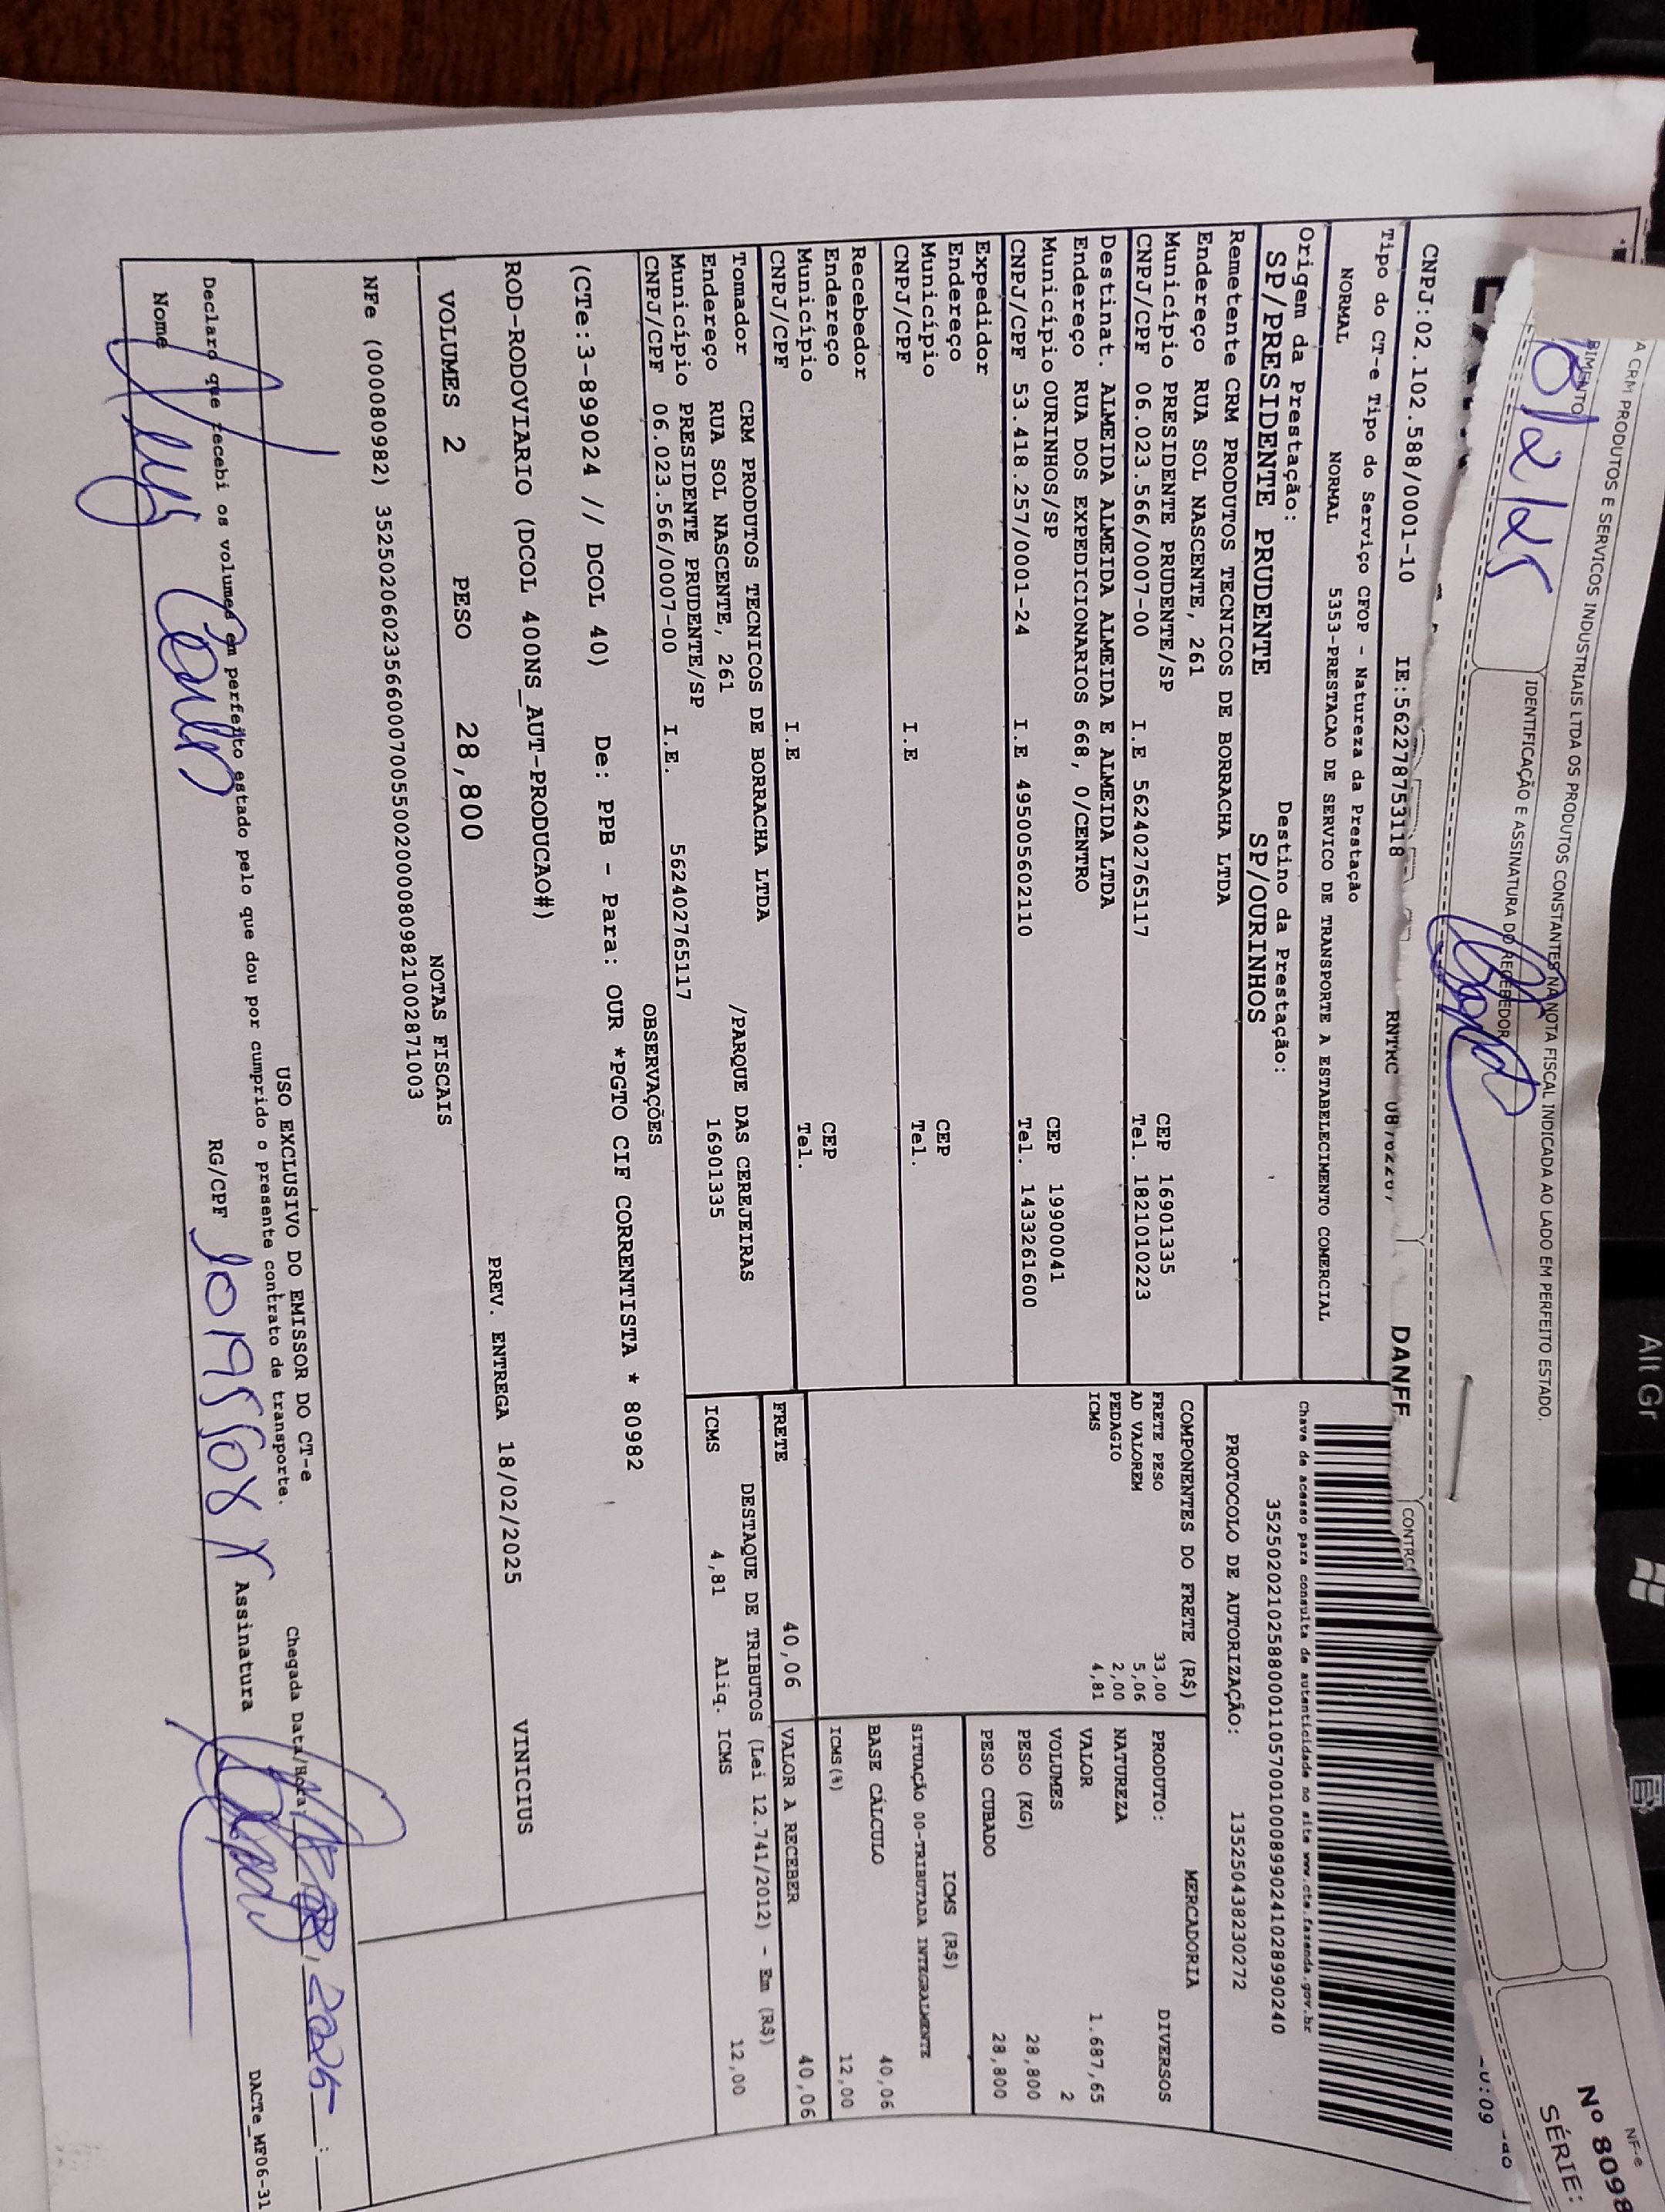 A CRM PRODUTOS E SERVICOS INDUSTRIAIS LTDA OS PRODUTOS CONSTANTES NA NOTA FISCAL INDICADA AO LADO EM PERFEITO ESTADO.
BIMENTO
IDENTIFICAÇÃO E ASSINATURA DO RECEBEDOR
/2/25
NF-e
Nº 8098
SÉRIE:
CONTRO
DANFE
CNPJ:02.102.588/0001-10 IE:562278753118 RNTRC
Tipo do CT-e Tipo do Serviço CFOP - Natureza da Prestação
NORMAL NORMAL 5353-PRESTACAO DE SERVICO DE TRANSPORTE A ESTABELECIMENTO COMERCIAL
Origem da Prestação: Destino da Prestação:
SP/PRESIDENTE PRUDENTE SP/OURINHOS
Chave de acesso para consulta de autenticidade no site www.cte.fazenda.gov.br
35250202102588000110570010008990241028990240
PROTOCOLO DE AUTORIZAÇÃO: 135250438230272
Remetente CRM PRODUTOS TECNICOS DE BORRACHA LTDA
Endereço RUA SOL NASCENTE, 261
Município PRESIDENTE PRUDENTE/SP CEP 16901335
CNPJ/CPF 06.023.566/0007-00 I.E 562402765117 Tel. 1821010223
Destinat. ALMEIDA ALMEIDA ALMEIDA E ALMEIDA LTDA
Endereço RUA DOS EXPEDICIONARIOS 668, 0/CENTRO
Município OURINHOS/SP CEP 19900041
CNPJ/CPF 53.418.257/0001-24 I.E 495005602110 Tel. 1433261600
Expedidor
Endereço
Município CEP
CNPJ/CPF I.E Tel.
Recebedor
Endereço
Município CEP
CNPJ/CPF I.E Tel.
Tomador CRM PRODUTOS TECNICOS DE BORRACHA LTDA
Endereço RUA SOL NASCENTE, 261 /PARQUE DAS CEREJEIRAS
Município PRESIDENTE PRUDENTE/SP 16901335
CNPJ/CPF 06.023.566/0007-00 I.E. 562402765117
COMPONENTES DO FRETE (R$)
FRETE PESO 33,00
AD VALOREM 5,06
PEDAGIO 2,00
ICMS 4,81
MERCADORIA
PRODUTO: DIVERSOS
NATUREZA
VALOR 1.687,65
VOLUMES 2
PESO (KG) 28,800
PESO CUBADO 28,800
ICMS (R$)
SITUAÇÃO 00-TRIBUTADA INTEGRALMENTE
BASE CÁLCULO 40,06
ICMS(%) 12,00
FRETE 40,06 VALOR A RECEBER 40,06
DESTAQUE DE TRIBUTOS (Lei 12.741/2012) - Em (R$)
ICMS 4,81 Aliq. ICMS 12,00
OBSERVAÇÕES
(CTe:3-899024 // DCOL 40) De: PPB - Para: OUR *PGTO CIF CORRENTISTA * 80982
ROD-RODOVIARIO (DCOL 400NS_AUT-PRODUCAO#)
PREV. ENTREGA 18/02/2025 VINICIUS
VOLUMES 2 PESO 28,800
NOTAS FISCAIS
NFe (000080982) 35250206023566000700550020000809821002871003
USO EXCLUSIVO DO EMISSOR DO CT-e
Declaro que recebi os volumes em perfeito estado pelo que dou por cumprido o presente contrato de transporte.
Chegada Data/Hora 2025 :
Nome RG/CPF Assinatura
DACTe_MF06-31